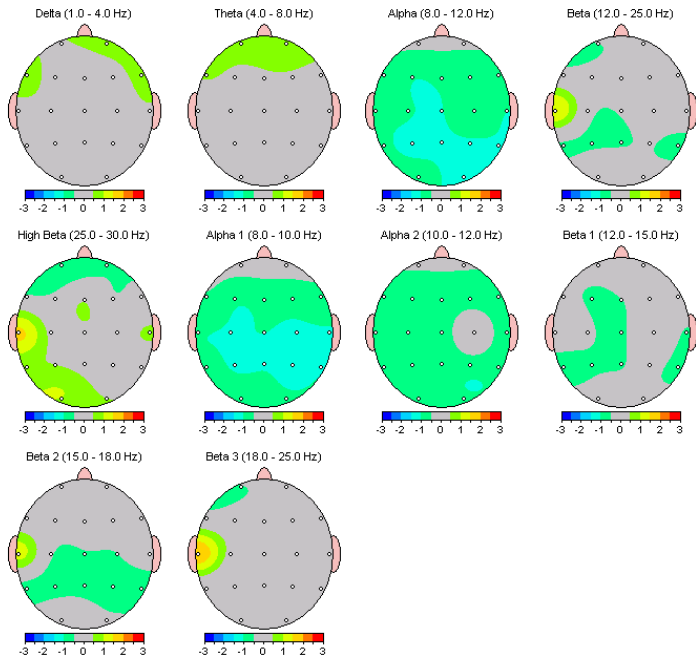 Delta (1.0 - 4.0 Hz) Theta (4.0 - 8.0 Hz) Alpha (8.0 - 12.0 Hz) Beta (12.0 - 25.0 Hz)
-3 -2 -1 0 1 2 3 -3 -2 -1 0 1 2 3 -3 -2 -1 0 1 2 3 -3 -2 -1 0 1 2 3
High Beta (25.0 - 30.0 Hz) Alpha 1 (8.0 - 10.0 Hz) Alpha 2 (10.0 - 12.0 Hz) Beta 1 (12.0 - 15.0 Hz)
-3 -2 -1 0 1 2 3 -3 -2 -1 0 1 2 3 -3 -2 -1 0 1 2 3 -3 -2 -1 0 1 2 3
Beta 2 (15.0 - 18.0 Hz) Beta 3 (18.0 - 25.0 Hz)
-3 -2 -1 0 1 2 3 -3 -2 -1 0 1 2 3